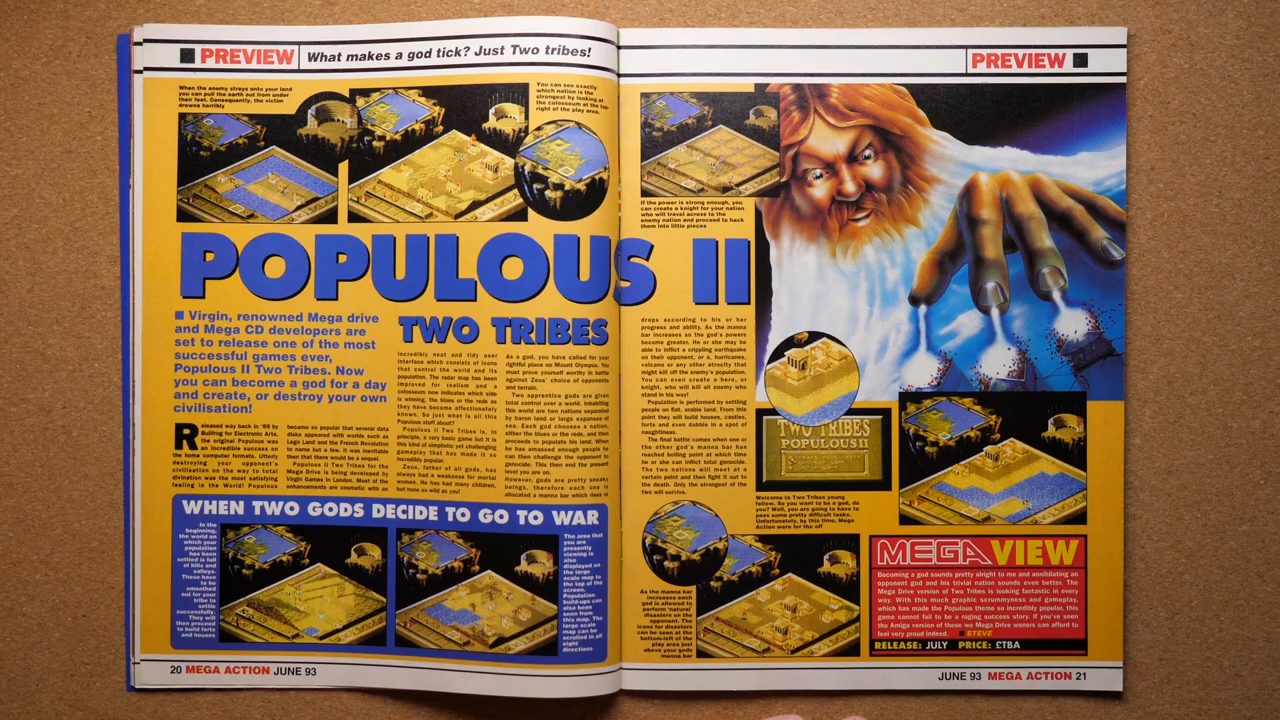 PREVIEW
What makes a god tick? Just Two tribes!
When the enemy strays onto your land
you can pull the earth out from under
their feet. Consequently, the victim
drowns horribly
You can see exactly
which nation is the
strongest by looking at
the colosseum at the top-
right of the play area.
POPULOUS II
TWO TRIBES
■ Virgin, renowned Mega drive
and Mega CD developers are
set to release one of the most
successful games ever,
Populous II Two Tribes. Now
you can become a god for a day
and create, or destroy your own
civilisation!
Released way back in '89 by
Bullfrog for Electronic Arts,
the original Populous was
an incredible success on
the home computer formats. Utterly
destroying your opponent's
civilisation on the way to total
divination was the most satisfying
feeling in the World! Populous
became so popular that several data
disks appeared with worlds such as
Lego Land and the French Revolution
to name but a few. It was inevitable
then that there would be a sequel.
Populous II Two Tribes for the
Mega Drive is being developed by
Virgin Games in London. Most of the
enhancements are cosmetic with an
incredibly neat and tidy user
interface which consists of icons
that control the world and its
population. The radar map has been
improved for realism and a
colosseum now indicates which side
is winning, the blues or the reds as
they have become affectionately
known. So just what is all this
Populous stuff about?
Populous II Two Tribes is, in
principle, a very basic game but it is
this kind of simplistic yet challenging
gameplay that has made it so
incredibly popular.
Zeus, father of all gods, has
always had a weakness for mortal
women. He has had many children,
but none so wild as you!
As a god, you have called for your
rightful place on Mount Olympus. You
must prove yourself worthy in battle
against Zeus' choice of opponents
and terrain.
Two apprentice gods are given
total control over a world. Inhabiting
this world are two nations separated
by baron land or large expanses of
sea. Each god chooses a nation,
either the blues or the reds, and then
proceeds to populate his land. When
he has amassed enough people he
can then challenge the opponent to
genocide. This then end the present
level you are on.
However, gods are pretty sneaky
beings, therefore each one is
allocated a manna bar which rises or
WHEN TWO GODS DECIDE TO GO TO WAR
In the
beginning,
the world on
which your
population
has been
settled is full
of hills and
valleys.
These have
to be
smoothed
out for your
tribe to
settle
successfully.
They will
then proceed
to build forts
and houses
The area that
you are
presently
viewing is
also
displayed on
the large
scale map to
the top of the
screen.
Population
build-ups can
also been
seen from
this map. The
large scale
map can be
scrolled in all
eight
directions
20 MEGA ACTION JUNE 93
PREVIEW
If the power is strong enough, you
can create a knight for your nation
who will travel across to the
enemy nation and proceed to hack
them into little pieces
drops according to his or her
progress and ability. As the manna
bar increases so the god's powers
become greater. He or she may be
able to inflict a crippling earthquake
on their opponent, or a, hurricanes,
volcano or any other atrocity that
might kill off the enemy's population.
You can even create a hero, or
knight, who will kill all enemy who
stand in his way!
Population is performed by settling
people on flat, arable land. From this
point they will build houses, castles,
forts and even dabble in a spot of
naughtiness.
The final battle comes when one or
the other god's manna bar has
reached boiling point at which time
he or she can inflict total genocide.
The two nations will meet at a
certain point and then fight it out to
the death. Only the strongest of the
two will survive.
TWO TRIBES
POPULOUS II
Welcome to Two Tribes young
fellow. So you want to be a god, do
you? Well, you are going to have to
pass some pretty difficult tasks.
Unfortunately, by this time, Mega
Action were for the off
As the manna
bar increases
each god is
allowed to
perform 'natural'
disasters on the
opponent. The
icons for disasters
can be seen at the
bottom-left of the
play area just
above your gods
manna bar
MEGA VIEW
Becoming a god sounds pretty alright to me and annihilating an
opponent god and his trivial nation sounds even better. The
Mega Drive version of Two Tribes is looking fantastic in every
way. With this much graphic scrummyness and gameplay,
which has made the Populous theme so incredibly popular, this
game cannot fail to be a raging success story. If you've seen
the Amiga version of these we Mega Drive wonors can afford to
feel very proud indeed. ■ STEVE
RELEASE: JULY PRICE: £TBA
JUNE 93 MEGA ACTION 21